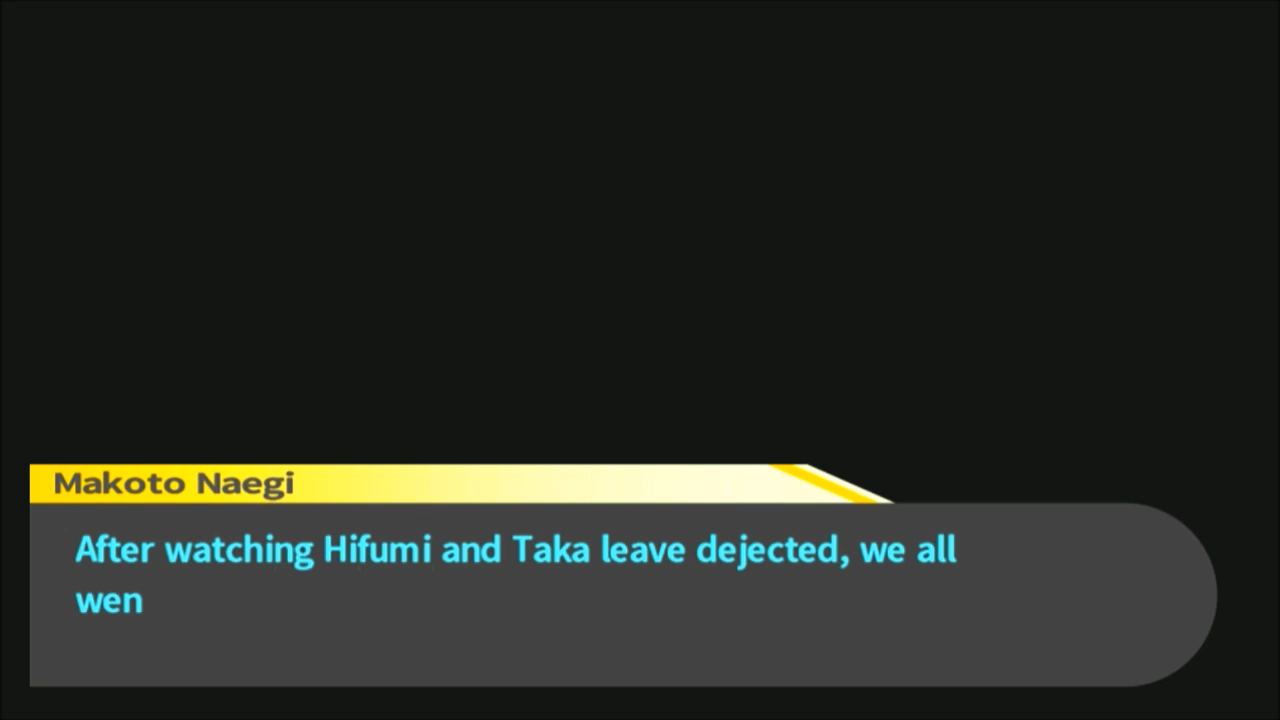 Makoto Naegi
After watching Hifumi and Taka leave dejected, we all
wen